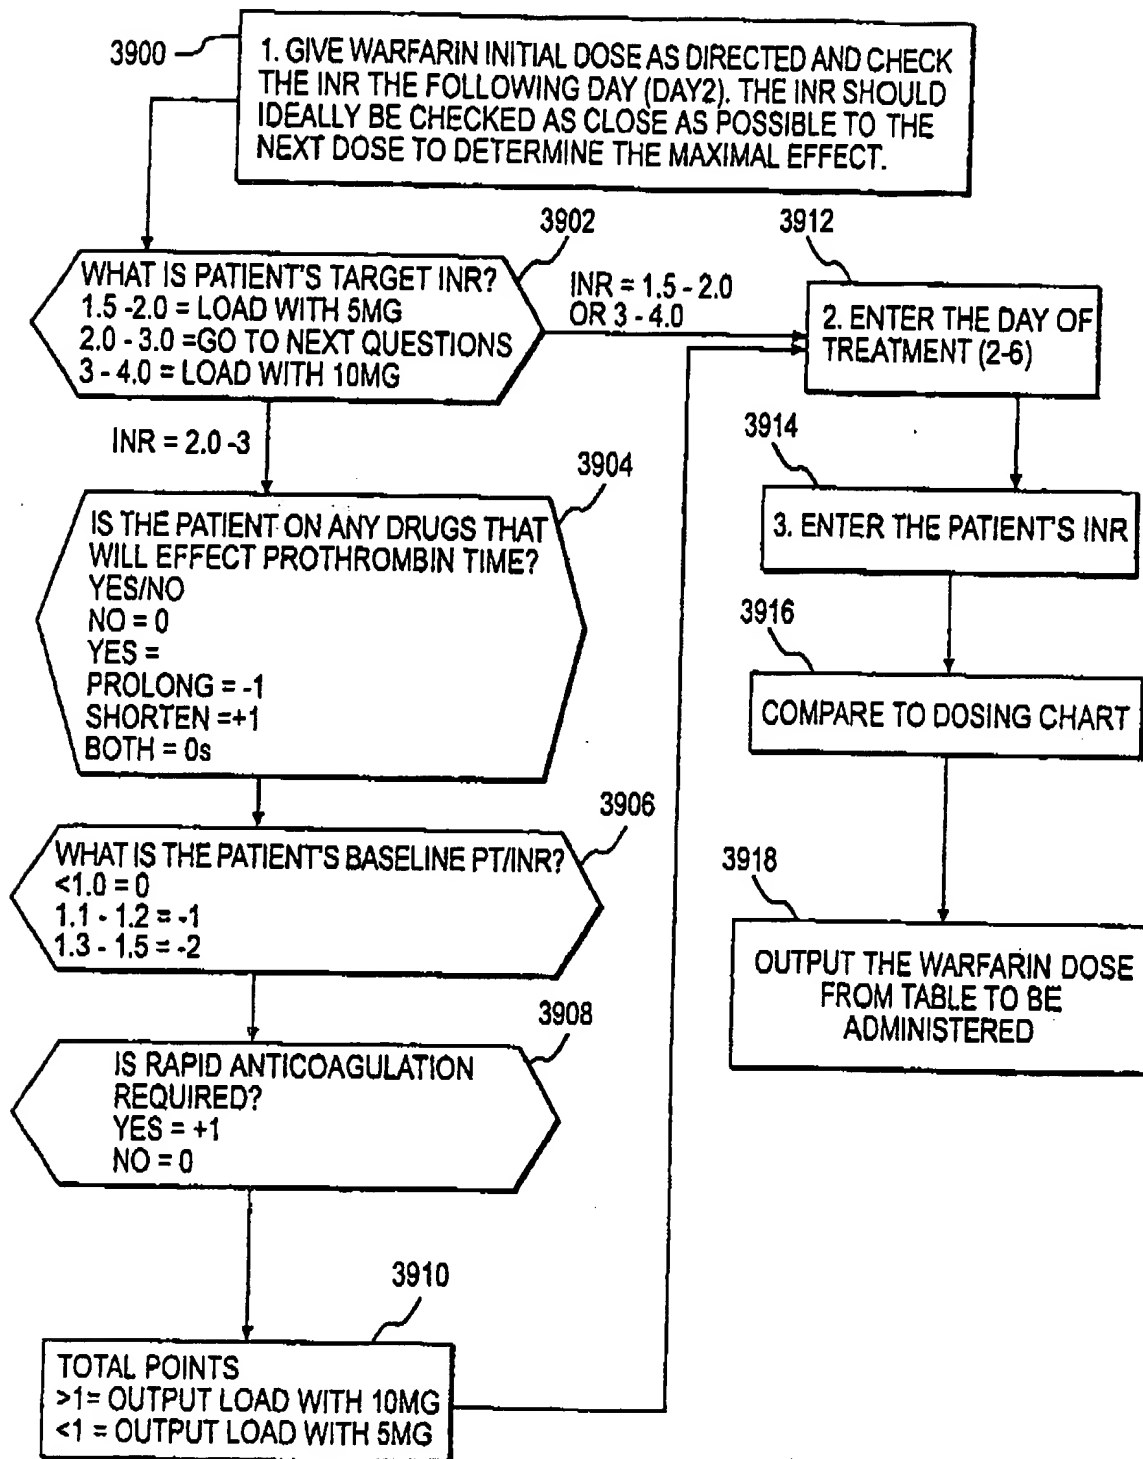 3900
1. GIVE WARFARIN INITIAL DOSE AS DIRECTED AND CHECK
THE INR THE FOLLOWING DAY (DAY2). THE INR SHOULD
IDEALLY BE CHECKED AS CLOSE AS POSSIBLE TO THE
NEXT DOSE TO DETERMINE THE MAXIMAL EFFECT.
3902
WHAT IS PATIENT'S TARGET INR?
1.5 -2.0 = LOAD WITH 5MG
2.0 - 3.0 =GO TO NEXT QUESTIONS
3 - 4.0 = LOAD WITH 10MG
INR = 1.5 - 2.0
OR 3 - 4.0
INR = 2.0 -3
3904
IS THE PATIENT ON ANY DRUGS THAT
WILL EFFECT PROTHROMBIN TIME?
YES/NO
NO = 0
YES =
PROLONG = -1
SHORTEN =+1
BOTH = 0s
3906
WHAT IS THE PATIENT'S BASELINE PT/INR?
<1.0 = 0
1.1 - 1.2 = -1
1.3 - 1.5 = -2
3908
IS RAPID ANTICOAGULATION
REQUIRED?
YES = +1
NO = 0
3910
TOTAL POINTS
>1= OUTPUT LOAD WITH 10MG
<1 = OUTPUT LOAD WITH 5MG
3912
2. ENTER THE DAY OF
TREATMENT (2-6)
3914
3. ENTER THE PATIENT'S INR
3916
COMPARE TO DOSING CHART
3918
OUTPUT THE WARFARIN DOSE
FROM TABLE TO BE
ADMINISTERED